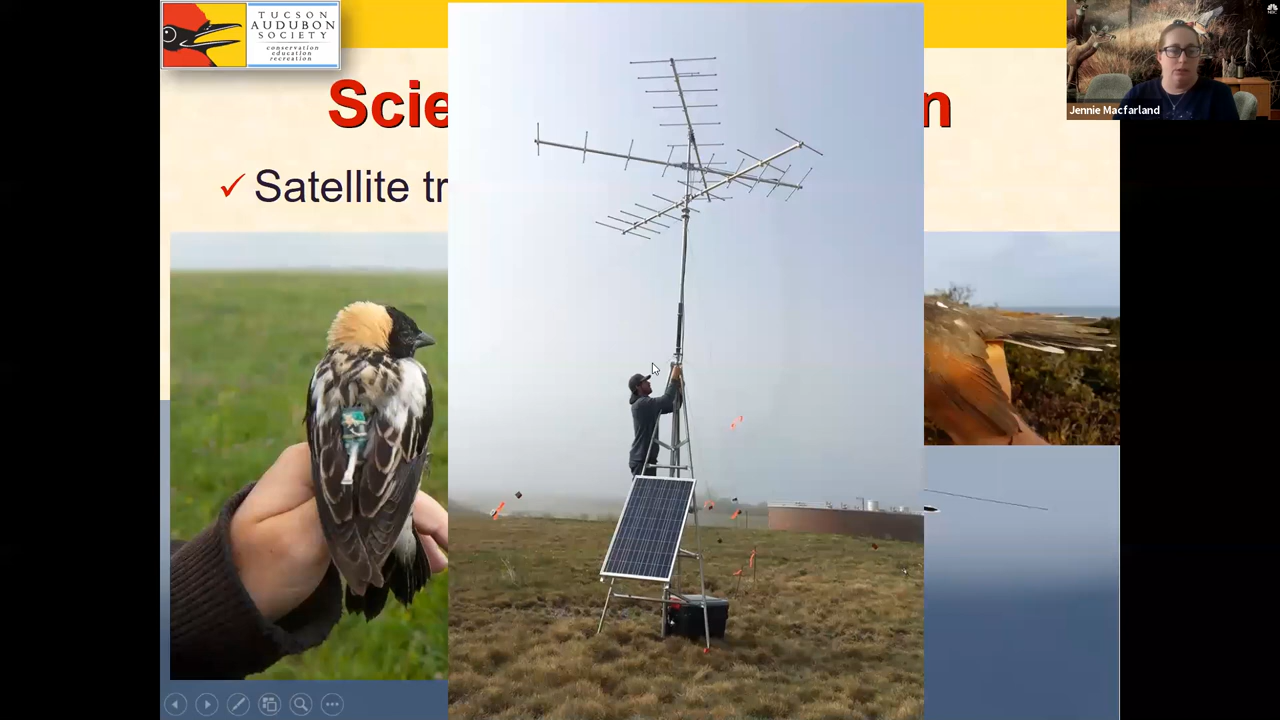 TUCSON
AUDUBON
SOCIETY
conservation
education
recreation
Scie n
✓ Satellite tr
Jennie Macfarland